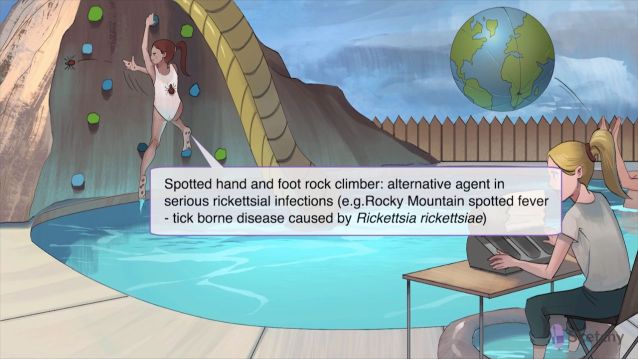 Spotted hand and foot rock climber: alternative agent in
serious rickettsial infections (e.g.Rocky Mountain spotted fever
- tick borne disease caused by Rickettsia rickettsiae)